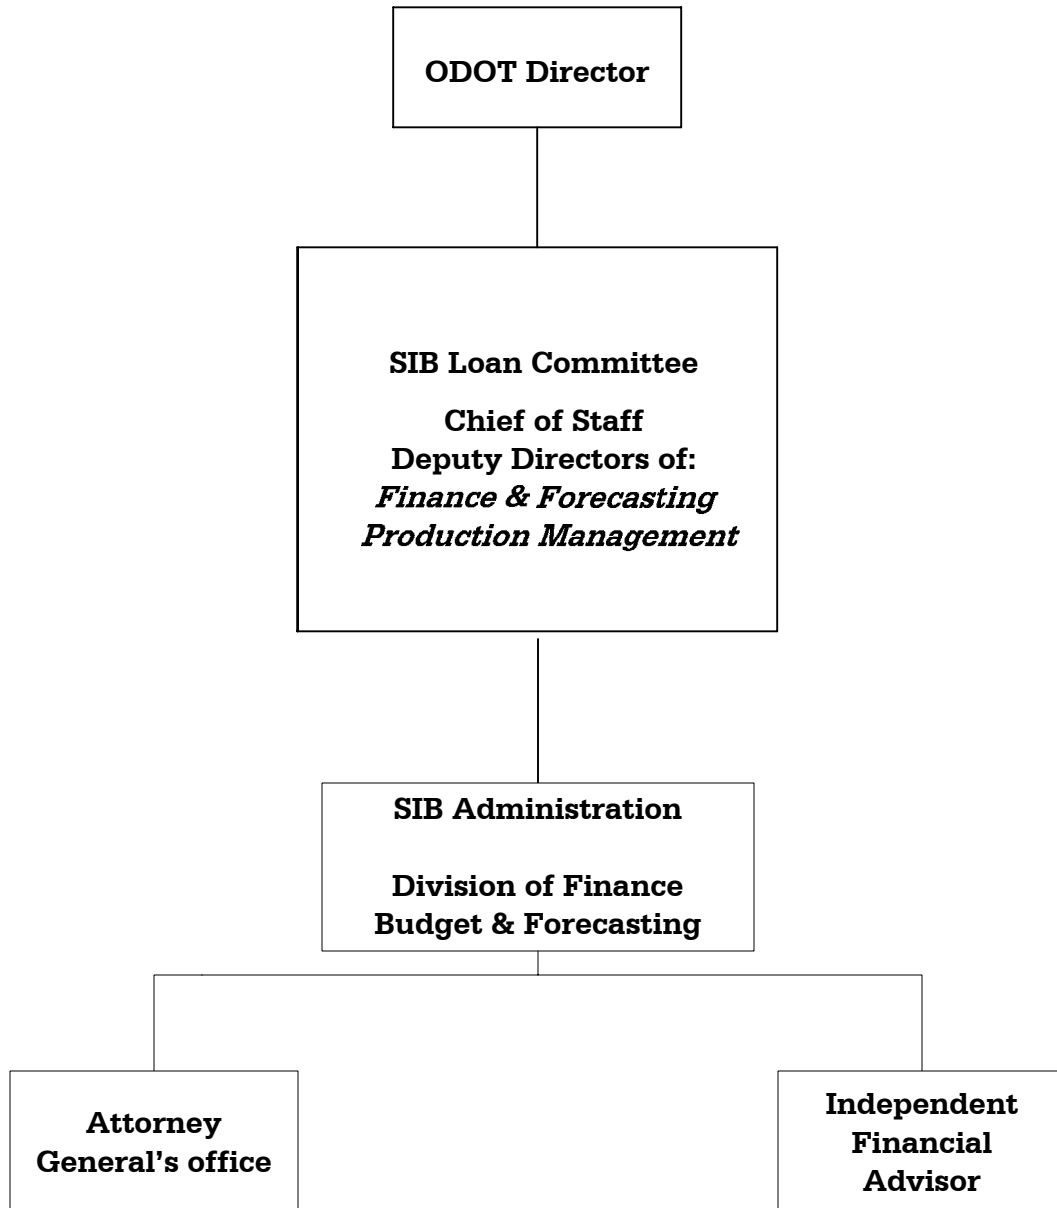 ODOT Director
SIB Loan Committee
Chief of Staff
Deputy Directors of:
Finance & Forecasting
Production Management
SIB Administration
Division of Finance
Budget & Forecasting
Attorney
General’s office
Independent
Financial
Advisor